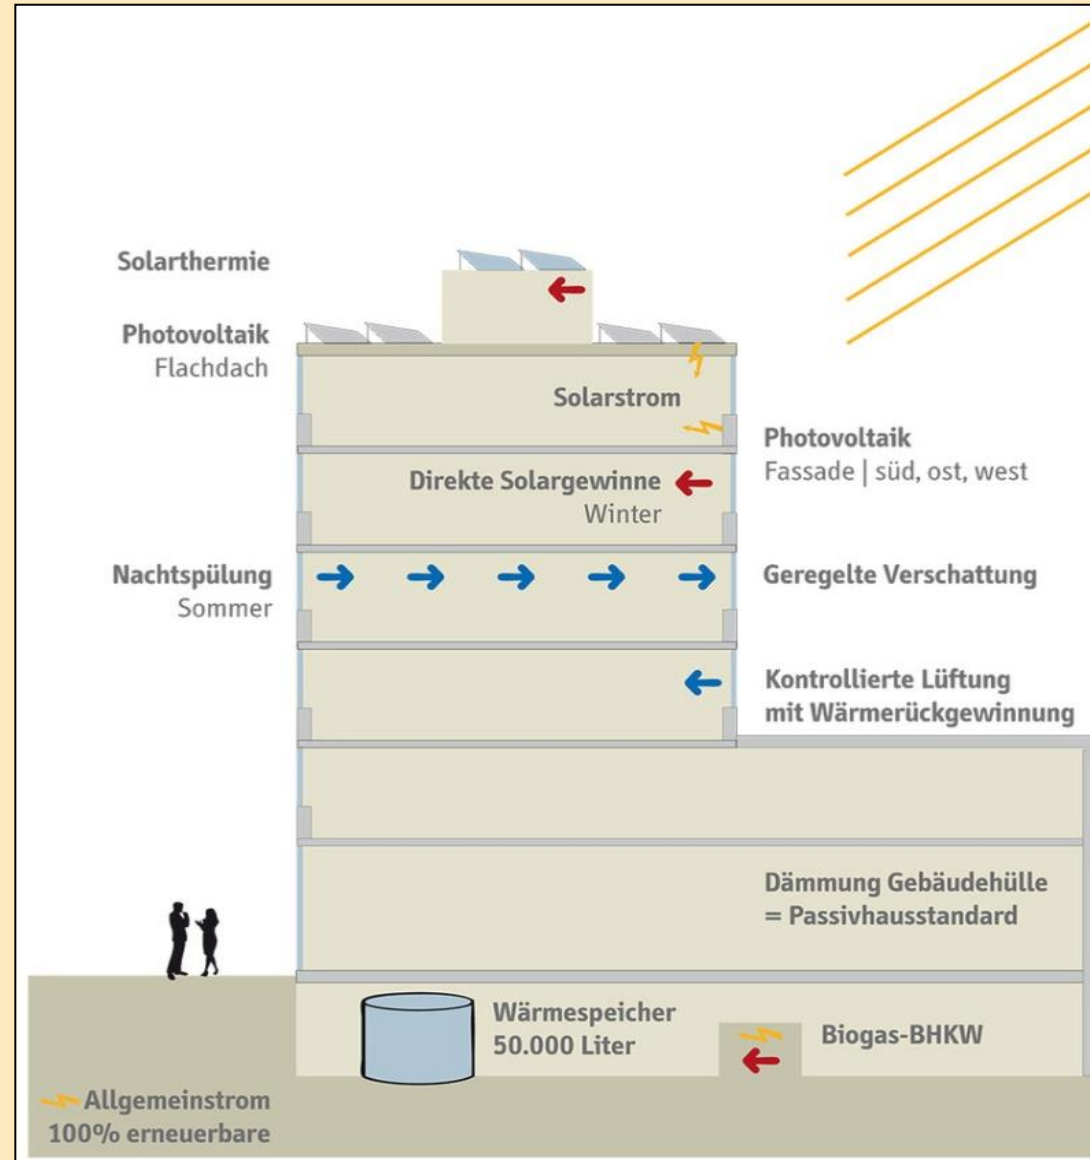 Solarthermie
Photovoltaik
Flachdach
Solarstrom
Photovoltaik
Fassade | süd, ost, west
Direkte Solargewinne
Winter
Nachtspülung
Sommer
Geregelte Verschattung
Kontrollierte Lüftung
mit Wärmerückgewinnung
Dämmung Gebäudehülle
= Passivhausstandard
Wärmespeicher
50.000 Liter
Biogas-BHKW
Allgemeinstrom
100% erneuerbare